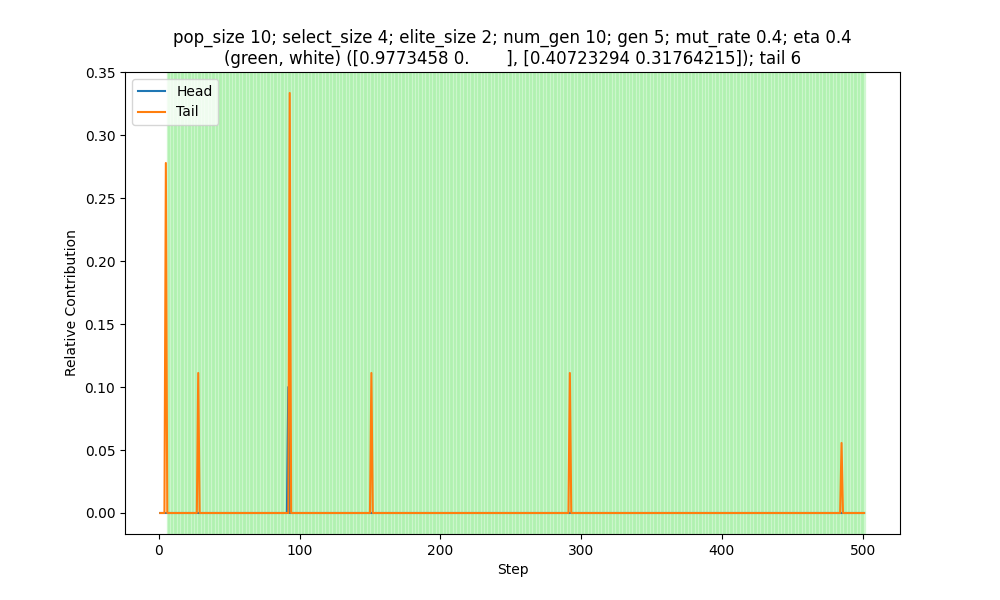 pop_size 10; select_size 4; elite_size 2; num_gen 10; gen 5; mut_rate 0.4; eta 0.4
(green, white) ([0.9773458 0.       ], [0.40723294 0.31764215]); tail 6
Head
Tail
0.35
0.30
0.25
0.20
0.15
0.10
0.05
0.00
Relative Contribution
0 100 200 300 400 500
Step